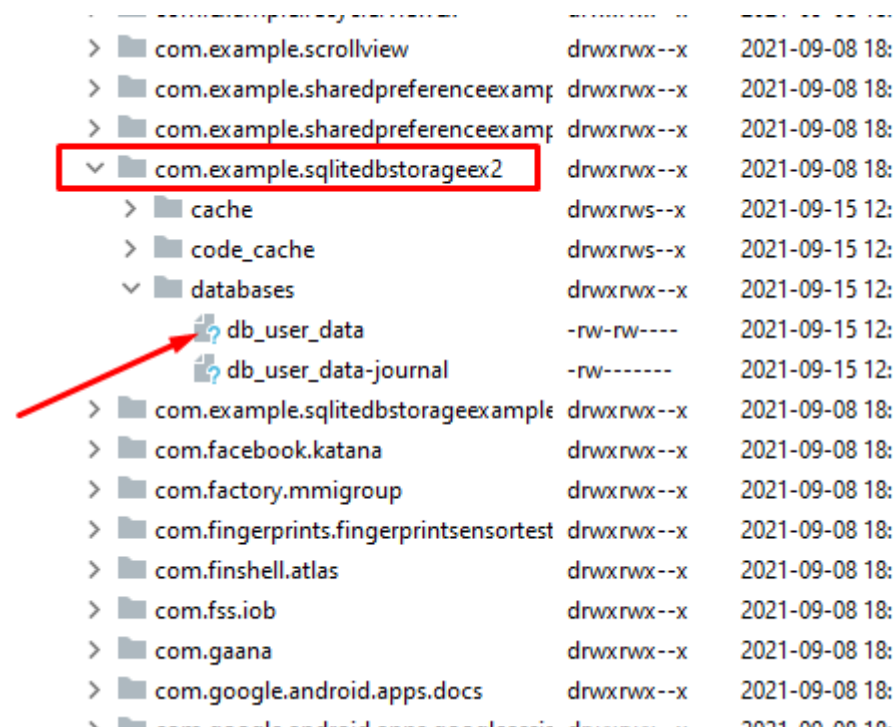 com.example.scrollview drwxrwx--x 2021-09-08 18:
com.example.sharedpreferenceexamp drwxrwx--x 2021-09-08 18:
com.example.sharedpreferenceexamp drwxrwx--x 2021-09-08 18:
com.example.sqlitedbstorageex2 drwxrwx--x 2021-09-08 18:
cache drwxrws--x 2021-09-15 12:
code_cache drwxrws--x 2021-09-15 12:
databases drwxrwx--x 2021-09-15 12:
db_user_data -rw-rw---- 2021-09-15 12:
db_user_data-journal -rw------- 2021-09-15 12:
com.example.sqlitedbstorageexample drwxrwx--x 2021-09-08 18:
com.facebook.katana drwxrwx--x 2021-09-08 18:
com.factory.mmigroup drwxrwx--x 2021-09-08 18:
com.fingerprints.fingerprintsensortest drwxrwx--x 2021-09-08 18:
com.finshell.atlas drwxrwx--x 2021-09-08 18:
com.fss.iob drwxrwx--x 2021-09-08 18:
com.gaana drwxrwx--x 2021-09-08 18:
com.google.android.apps.docs drwxrwx--x 2021-09-08 18: